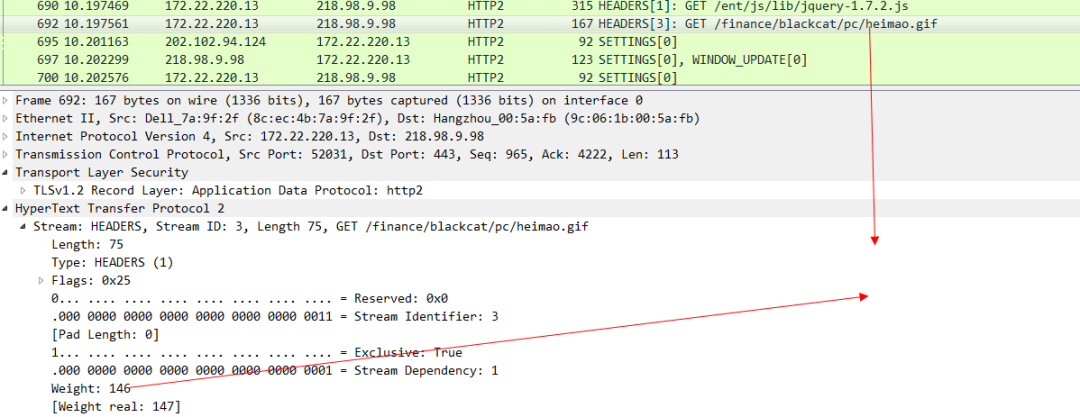 690 10.197469 172.22.220.13 218.98.9.98 HTTP2 315 HEADERS[1]: GET /ent/js/lib/jquery-1.7.2.js
692 10.197561 172.22.220.13 218.98.9.98 HTTP2 167 HEADERS[3]: GET /finance/blackcat/pc/heimao.gif
695 10.201163 202.102.94.124 172.22.220.13 HTTP2 92 SETTINGS[0]
697 10.202299 218.98.9.98 172.22.220.13 HTTP2 123 SETTINGS[0], WINDOW_UPDATE[0]
700 10.202576 172.22.220.13 218.98.9.98 HTTP2 92 SETTINGS[0]
Frame 692: 167 bytes on wire (1336 bits), 167 bytes captured (1336 bits) on interface 0
Ethernet II, Src: Dell_7a:9f:2f (8c:ec:4b:7a:9f:2f), Dst: Hangzhou_00:5a:fb (9c:06:1b:00:5a:fb)
Internet Protocol Version 4, Src: 172.22.220.13, Dst: 218.98.9.98
Transmission Control Protocol, Src Port: 52031, Dst Port: 443, Seq: 965, Ack: 4222, Len: 113
Transport Layer Security
TLSv1.2 Record Layer: Application Data Protocol: http2
HyperText Transfer Protocol 2
Stream: HEADERS, Stream ID: 3, Length 75, GET /finance/blackcat/pc/heimao.gif
Length: 75
Type: HEADERS (1)
Flags: 0x25
0... .... .... .... .... .... .... .... = Reserved: 0x0
.000 0000 0000 0000 0000 0000 0000 0011 = Stream Identifier: 3
[Pad Length: 0]
1... .... .... .... .... .... .... .... = Exclusive: True
.000 0000 0000 0000 0000 0000 0000 0001 = Stream Dependency: 1
Weight: 146
[Weight real: 147]